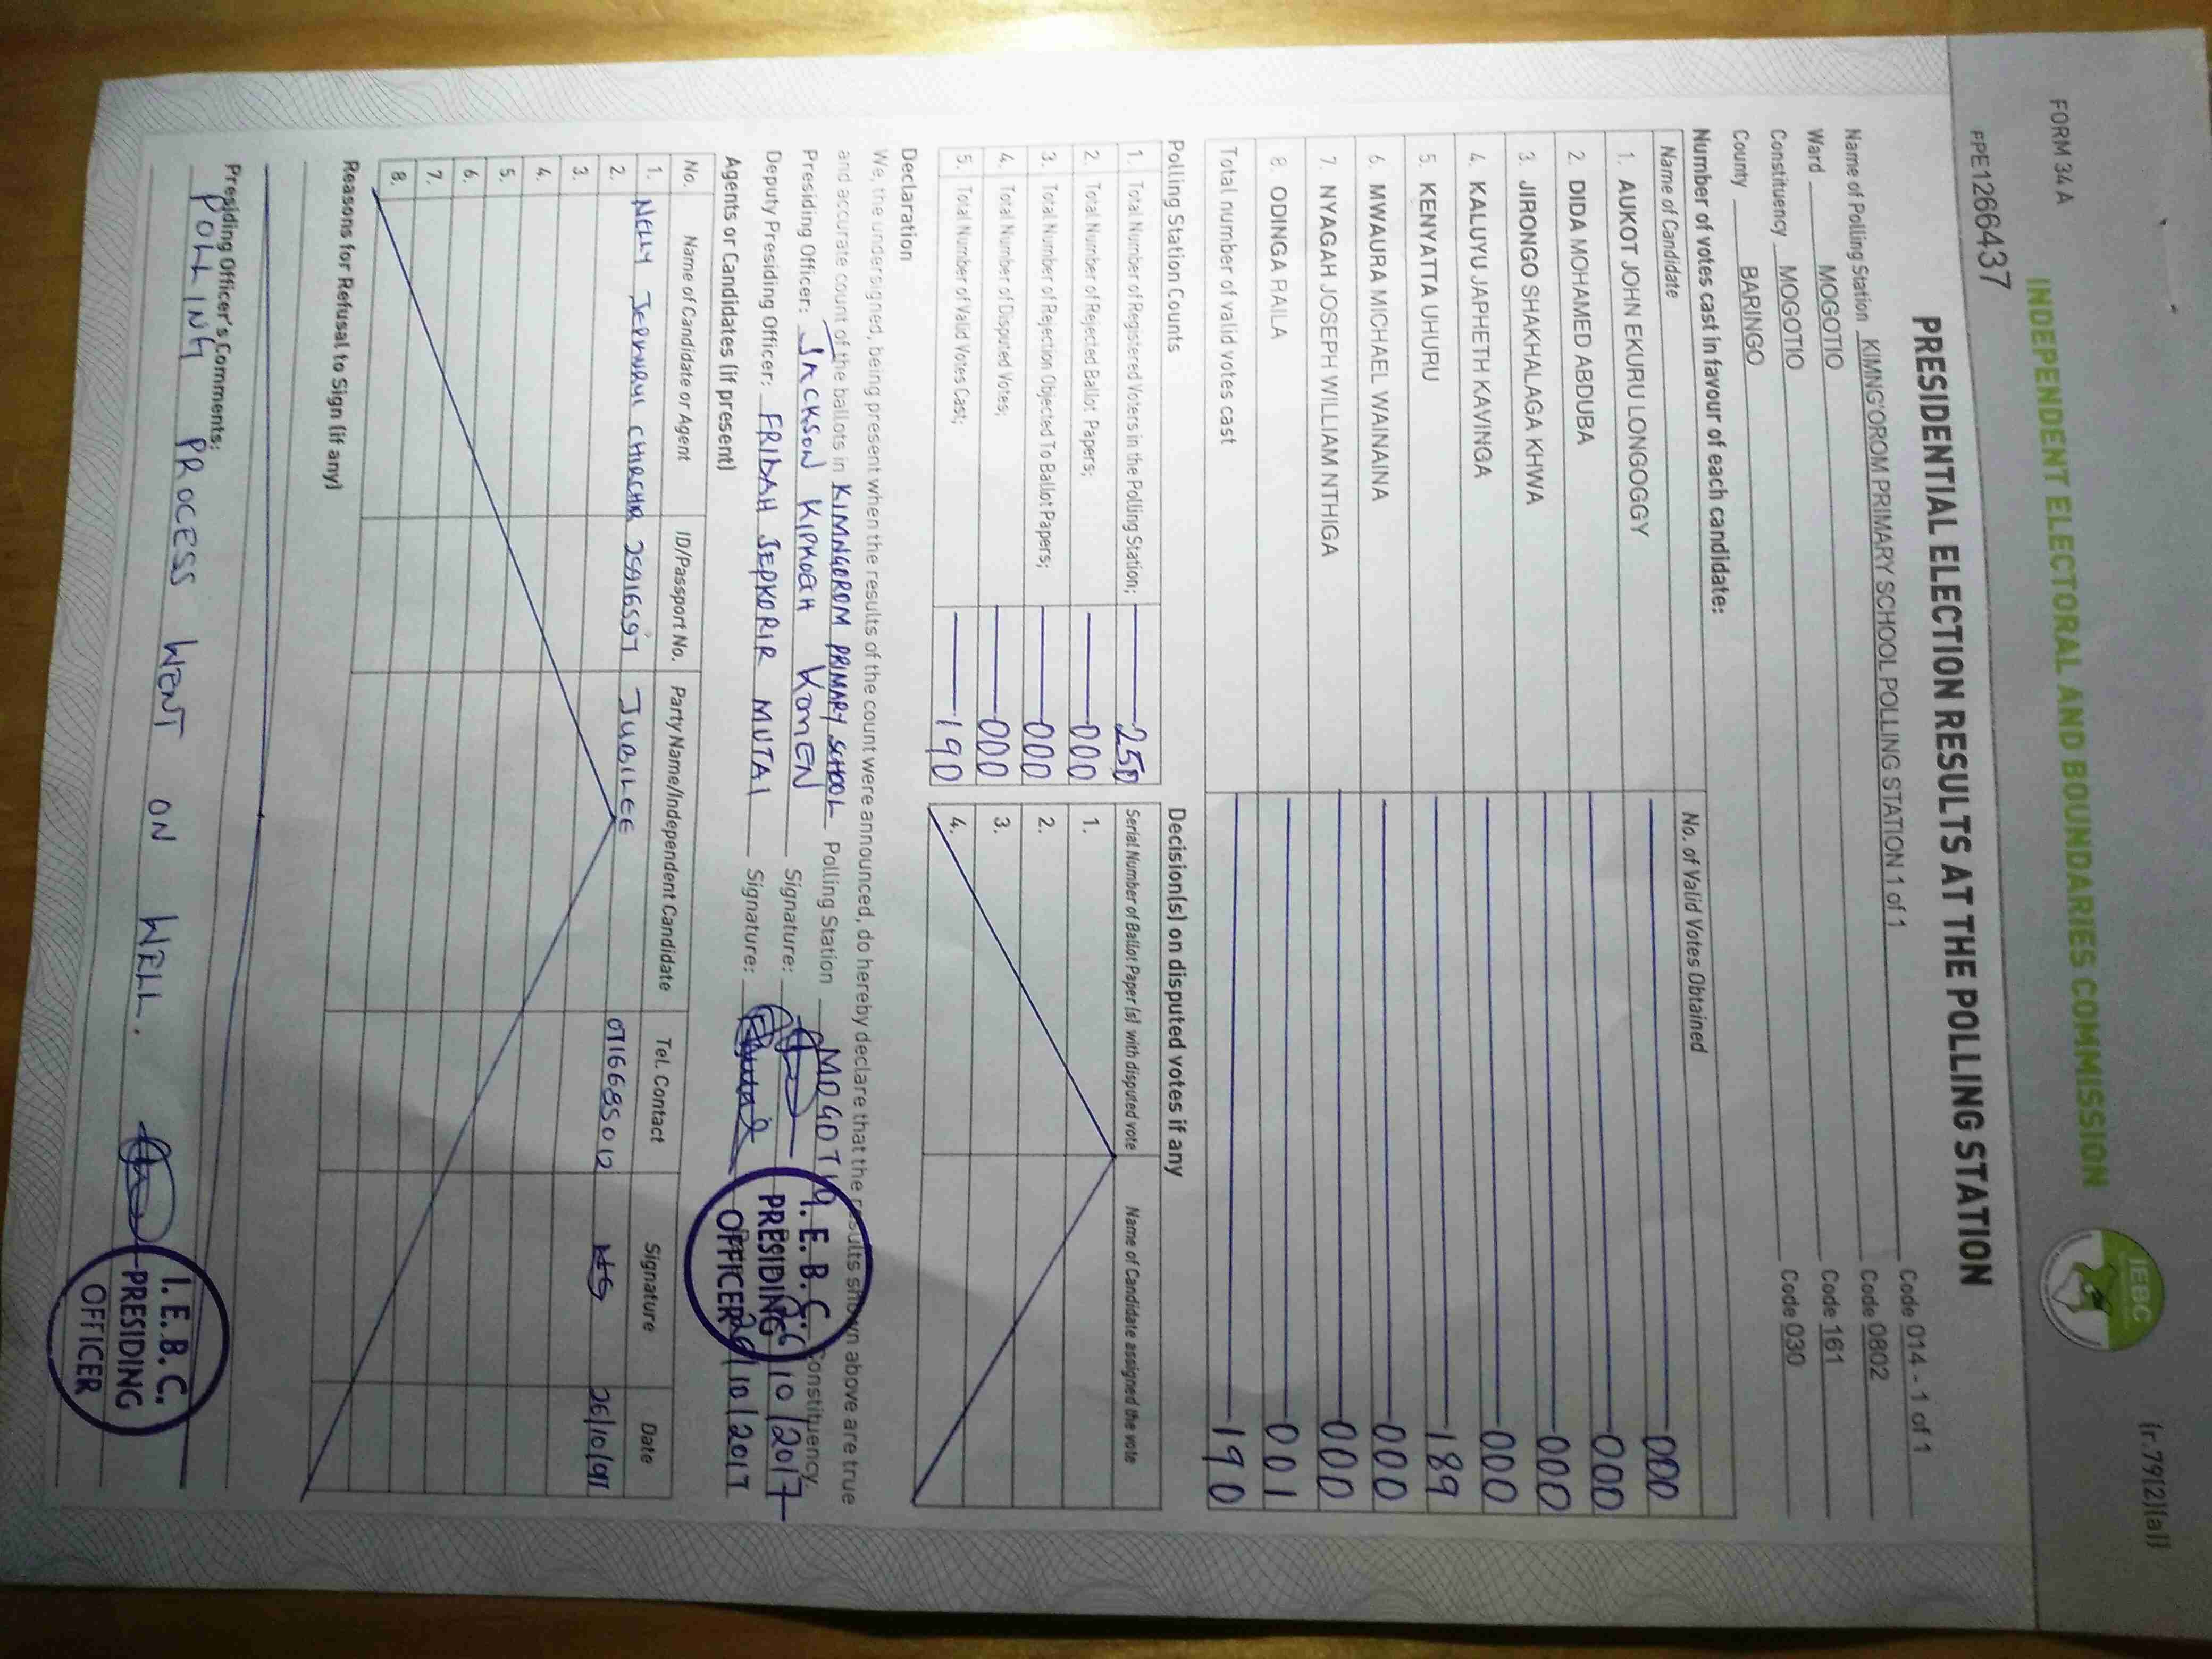 FORM 34 A
(r.79(2)(a))
INDEPENDENT ELECTORAL AND BOUNDARIES COMMISSION
IEBC
PPE1266437
PRESIDENTIAL ELECTION RESULTS AT THE POLLING STATION
Name of Polling Station KIMNG'OROM PRIMARY SCHOOL POLLING STATION 1 of 1 Code 014 - 1 of 1
Ward MOGOTIO Code 0802
Constituency MOGOTIO Code 161
County BARINGO Code 030
Number of votes cast in favour of each candidate:
Name of Candidate No. of Valid Votes Obtained
1. AUKOT JOHN EKURU LONGOGGY 000
2. DIDA MOHAMED ABDUBA 000
3. JIRONGO SHAKHALAGA KHWA 000
4. KALUYU JAPHETH KAVINGA 000
5. KENYATTA UHURU 189
6. MWAURA MICHAEL WAINAINA 000
7. NYAGAH JOSEPH WILLIAM NTHIGA 000
8. ODINGA RAILA 001
Total number of valid votes cast 190
Polling Station Counts
1. Total Number of Registered Voters in the Polling Station; 250
2. Total Number of Rejected Ballot Papers; 000
3. Total Number of Rejection Objected To Ballot Papers; 000
4. Total Number of Disputed Votes; 000
5. Total Number of Valid Votes Cast; 190
Decision(s) on disputed votes if any
Serial Number of Ballot Paper (s) with disputed vote Name of Candidate assigned the vote
1.
2.
3.
4.
Declaration
We, the undersigned, being present when the results of the count were announced, do hereby declare that the results shown above are true
and accurate count of the ballots in KIMNGOROM PRIMARY SCHOOL Polling Station MOGOTIO Constituency.
Presiding Officer: JACKSON KIPKOECH KOMEN Signature: 26/10/2017
Deputy Presiding Officer: FRIDAH JEPKORIR MUTAI Signature: 26/10/2017
I. E. B. C.
PRESIDING
OFFICER
Agents or Candidates (if present)
No. Name of Candidate or Agent ID/Passport No. Party Name/Independent Candidate Tel. Contact Signature Date
1. NELLY 25916597 JUBILEE 0716685012 26/10/017
2.
3.
4.
5.
6.
7.
8.
Reasons for Refusal to Sign (if any)
Presiding Officer's Comments:
POLLING PROCESS WENT ON WELL.
I. E. B. C.
PRESIDING
OFFICER